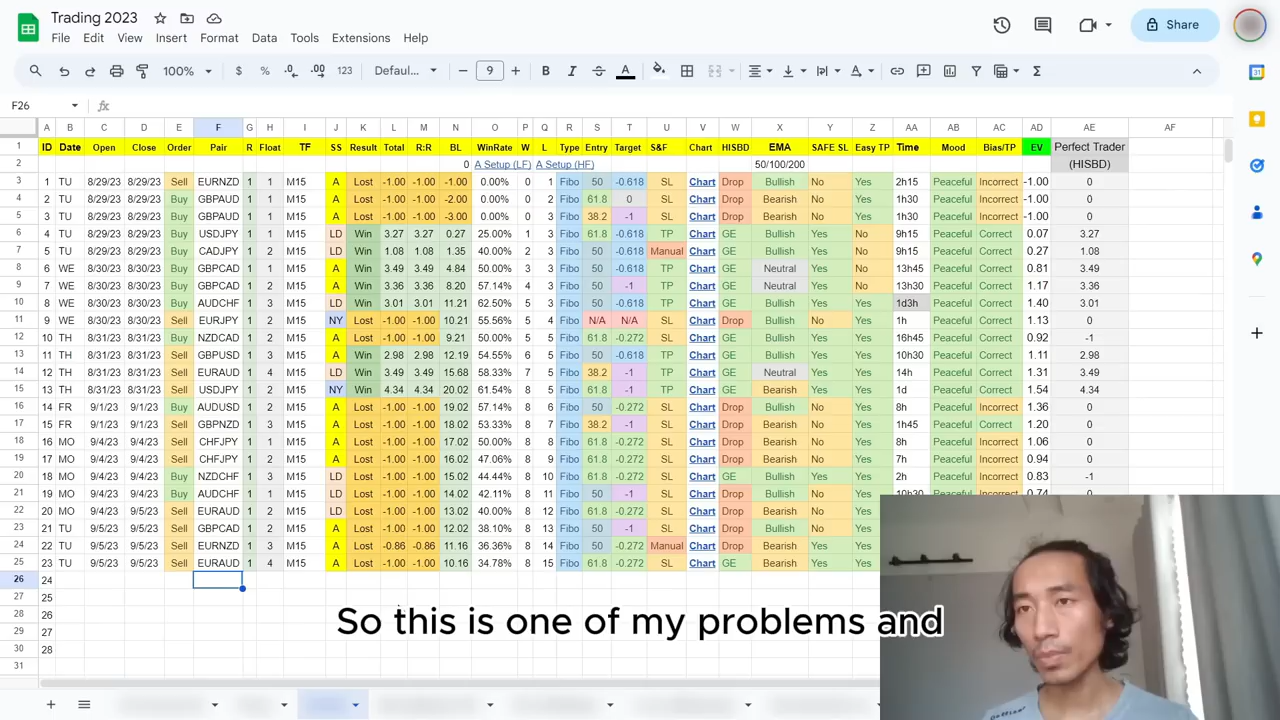 Trading 2023
File Edit View Insert Format Data Tools Extensions Help
Share
100% $ % .0 .00 123 Defaul... 9 B I A
F26 fx
A B C D E F G H I J K L M N O P Q R S T U V W X Y Z AA AB AC AD AE AF
1 ID Date Open Close Order Pair R Float TF SS Result Total R:R BL WinRate W L Type Entry Target S&F Chart HISBD EMA SAFE SL Easy TP Time Mood Bias/TP EV Perfect Trader
2 0 A Setup (LF) A Setup (HF) 50/100/200 (HISBD)
3 1 TU 8/29/23 8/29/23 Sell EURNZD 1 1 M15 A Lost -1.00 -1.00 -1.00 0.00% 0 1 Fibo 50 -0.618 SL Chart Drop Bullish No Yes 2h15 Peaceful Incorrect -1.00 0
4 2 TU 8/29/23 8/29/23 Buy GBPAUD 1 1 M15 A Lost -1.00 -1.00 -2.00 0.00% 0 2 Fibo 61.8 0 SL Chart Drop Bearish No Yes 1h30 Peaceful Incorrect -1.00 0
5 3 TU 8/29/23 8/29/23 Buy GBPAUD 1 1 M15 A Lost -1.00 -1.00 -3.00 0.00% 0 3 Fibo 38.2 -1 SL Chart Drop Bearish No Yes 1h30 Peaceful Incorrect -1.00 0
6 4 TU 8/29/23 8/29/23 Buy USDJPY 1 1 M15 LD Win 3.27 3.27 0.27 25.00% 1 3 Fibo 61.8 -0.618 TP Chart GE Bullish Yes No 9h15 Peaceful Correct 0.07 3.27
7 5 TU 8/29/23 8/29/23 Buy CADJPY 1 2 M15 LD Win 1.08 1.08 1.35 40.00% 2 3 Fibo 50 -0.618 Manual Chart GE Bullish Yes No 9h15 Peaceful Correct 0.27 1.08
8 6 WE 8/30/23 8/30/23 Buy GBPCAD 1 1 M15 A Win 3.49 3.49 4.84 50.00% 3 3 Fibo 50 -0.618 TP Chart GE Neutral Yes No 13h45 Peaceful Correct 0.81 3.49
9 7 WE 8/30/23 8/30/23 Buy GBPCAD 1 2 M15 A Win 3.36 3.36 8.20 57.14% 4 3 Fibo 50 -0.618 TP Chart GE Neutral Yes No 13h30 Peaceful Correct 1.17 3.36
10 8 WE 8/30/23 8/30/23 Buy AUDCHF 1 3 M15 LD Win 3.01 3.01 11.21 62.50% 5 3 Fibo 50 -0.618 TP Chart GE Bullish Yes Yes 1d3h Peaceful Correct 1.40 3.01
11 9 WE 8/30/23 8/30/23 Sell EURJPY 1 2 M15 NY Lost -1.00 -1.00 10.21 55.56% 5 4 Fibo N/A N/A SL Chart Drop Bullish No Yes 1h Peaceful Correct 1.13 0
12 10 TH 8/31/23 8/31/23 Buy NZDCAD 1 2 M15 A Lost -1.00 -1.00 9.21 50.00% 5 5 Fibo 61.8 -0.272 SL Chart GE Bullish Yes Yes 16h45 Peaceful Correct 0.92 -1
13 11 TH 8/31/23 8/31/23 Sell GBPUSD 1 3 M15 A Win 2.98 2.98 12.19 54.55% 6 5 Fibo 50 -0.618 TP Chart GE Bullish Yes Yes 10h30 Peaceful Correct 1.11 2.98
14 12 TH 8/31/23 8/31/23 Sell EURAUD 1 4 M15 A Win 3.49 3.49 15.68 58.33% 7 5 Fibo 38.2 -1 TP Chart GE Neutral Yes Yes 14h Peaceful Correct 1.31 3.49
15 13 TH 8/31/23 8/31/23 Sell USDJPY 1 2 M15 NY Win 4.34 4.34 20.02 61.54% 8 5 Fibo 61.8 -1 TP Chart GE Bearish Yes Yes 1d Peaceful Correct 1.54 4.34
16 14 FR 9/1/23 9/1/23 Buy AUDUSD 1 2 M15 A Lost -1.00 -1.00 19.02 57.14% 8 6 Fibo 50 -0.272 SL Chart Drop Bullish No Yes 8h Peaceful Incorrect 1.36 0
17 15 FR 9/1/23 9/1/23 Sell GBPNZD 1 3 M15 A Lost -1.00 -1.00 18.02 53.33% 8 7 Fibo 38.2 -1 SL Chart Drop Bearish No Yes 1h45 Peaceful Correct 1.20 0
18 16 MO 9/4/23 9/4/23 Sell CHFJPY 1 1 M15 A Lost -1.00 -1.00 17.02 50.00% 8 8 Fibo 61.8 -0.272 SL Chart Drop Bearish No Yes 8h Peaceful Incorrect 1.06 0
19 17 MO 9/4/23 9/4/23 Sell CHFJPY 1 2 M15 A Lost -1.00 -1.00 16.02 47.06% 8 9 Fibo 61.8 -0.272 SL Chart Drop Bearish No Yes 7h Peaceful Incorrect 0.94 0
20 18 MO 9/4/23 9/4/23 Buy NZDCHF 1 3 M15 LD Lost -1.00 -1.00 15.02 44.44% 8 10 Fibo 61.8 -0.272 SL Chart GE Bullish Yes Yes 2h Peaceful Incorrect 0.83 -1
21 19 MO 9/4/23 9/4/23 Buy AUDCHF 1 1 M15 LD Lost -1.00 -1.00 14.02 42.11% 8 11 Fibo 50 -1 SL Chart Drop Bullish No Yes
22 20 MO 9/4/23 9/4/23 Buy EURAUD 1 3 M15 LD Lost -1.00 -1.00 13.02 40.00% 8 12 Fibo 61.8 -0.272 SL Chart Drop Bearish No Yes
23 21 TU 9/5/23 9/5/23 Sell GBPCAD 1 2 M15 A Lost -1.00 -1.00 12.02 38.10% 8 13 Fibo 50 -1 SL Chart Drop Bullish No Yes
24 22 TU 9/5/23 9/5/23 Sell EURNZD 1 3 M15 A Lost -0.86 -0.86 11.16 36.36% 8 14 Fibo 50 -0.272 Manual Chart Drop Bearish Yes Yes
25 23 TU 9/5/23 9/5/23 Sell EURAUD 1 4 M15 A Lost -1.00 -1.00 10.16 34.78% 8 15 Fibo 61.8 -0.272 SL Chart GE Bearish Yes Yes
26 24
27 25
28 26
29 27
30 28
31
So this is one of my problems and